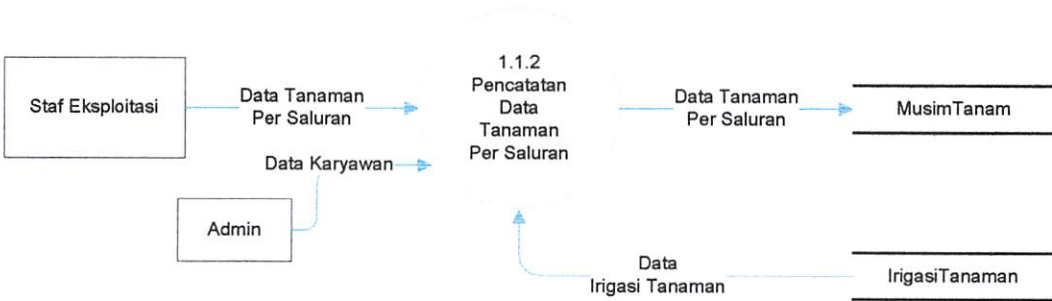 Staf Eksploitasi
Data Tanaman
Per Saluran
1.1.2
Pencatatan
Data
Tanaman
Per Saluran
Data Tanaman
Per Saluran
MusimTanam
Data Karyawan
Admin
Data
Irigasi Tanaman
IrigasiTanaman